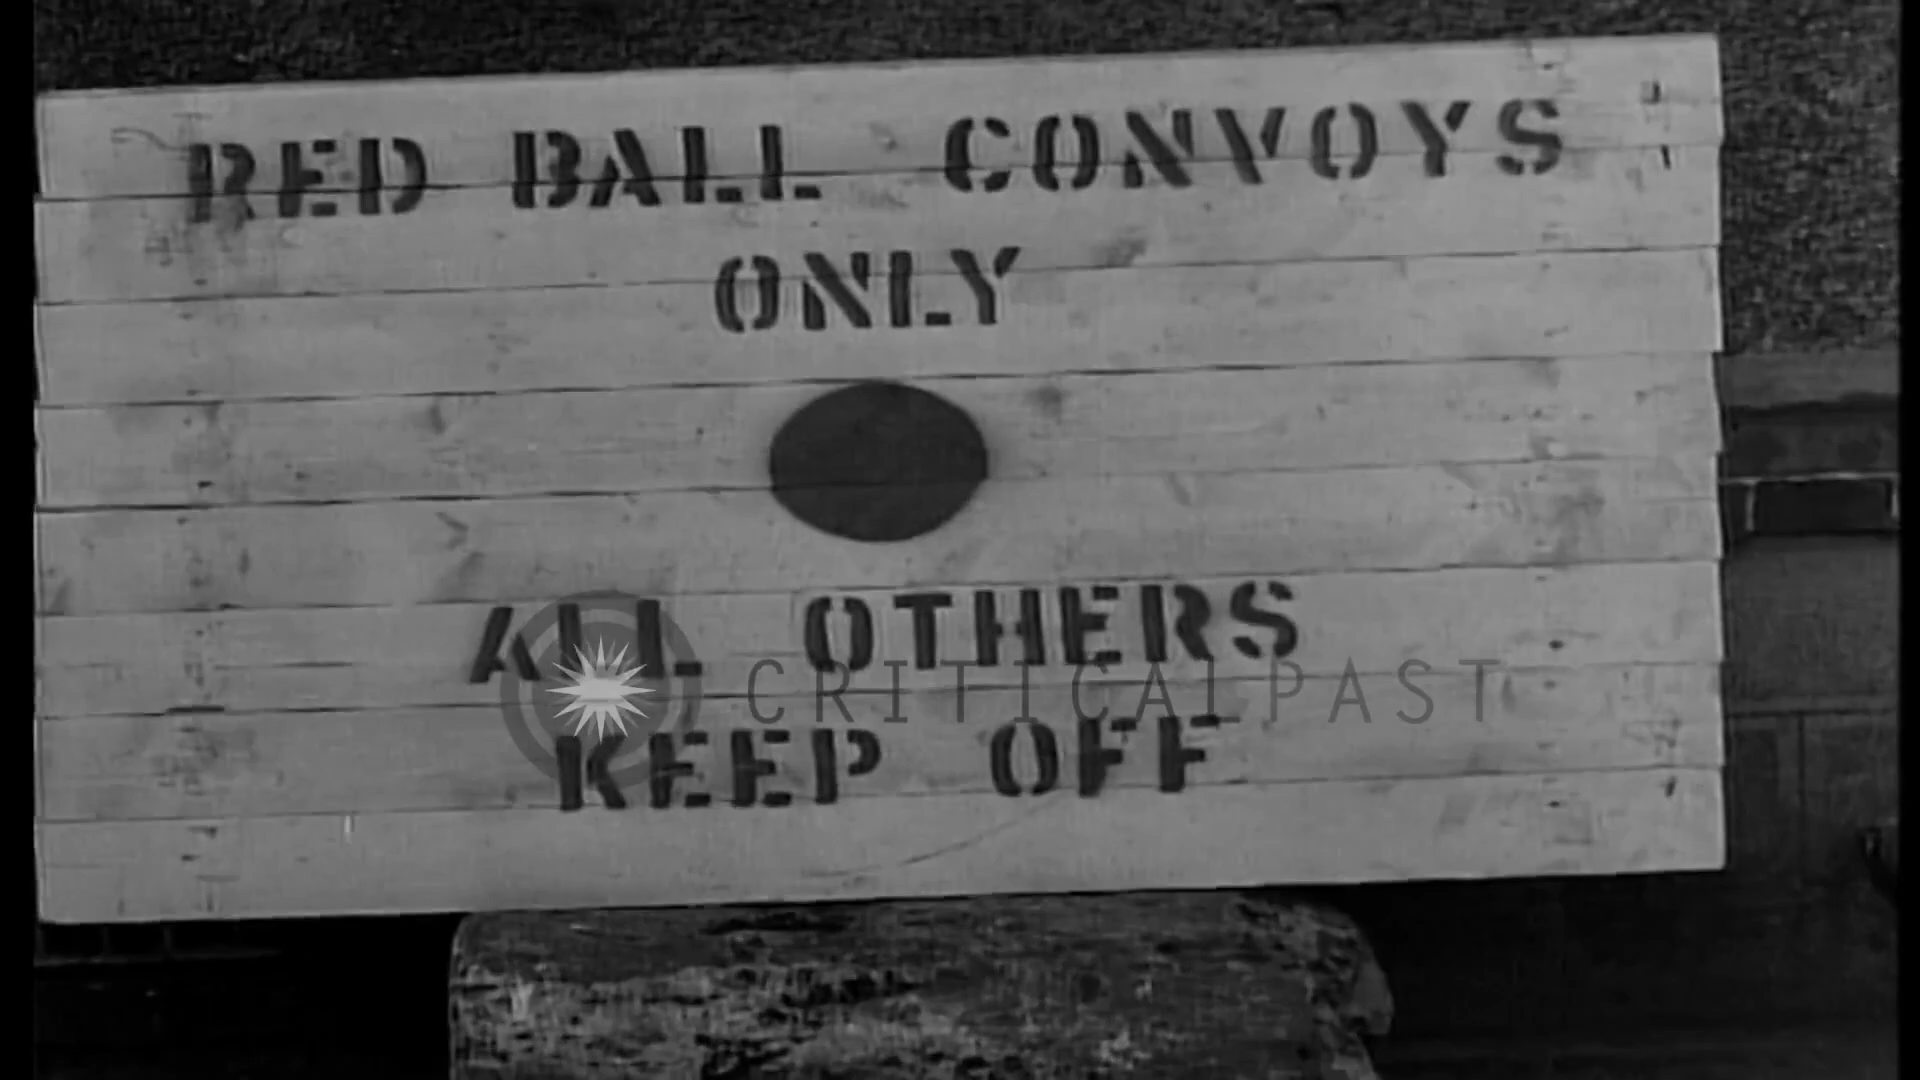 RED BALL CONVOYS
ONLY
ALL OTHERS
CRITICALPAST
KEEP OFF